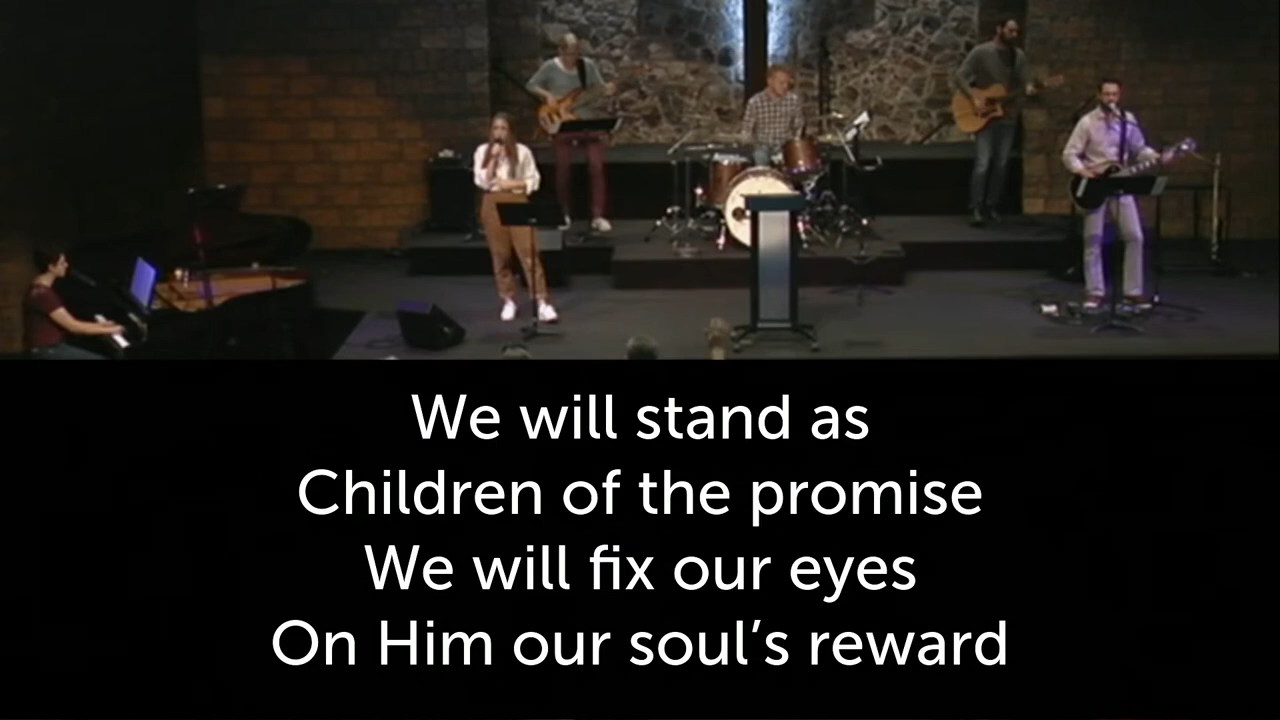 We will stand as
Children of the promise
We will fix our eyes
On Him our soul’s reward